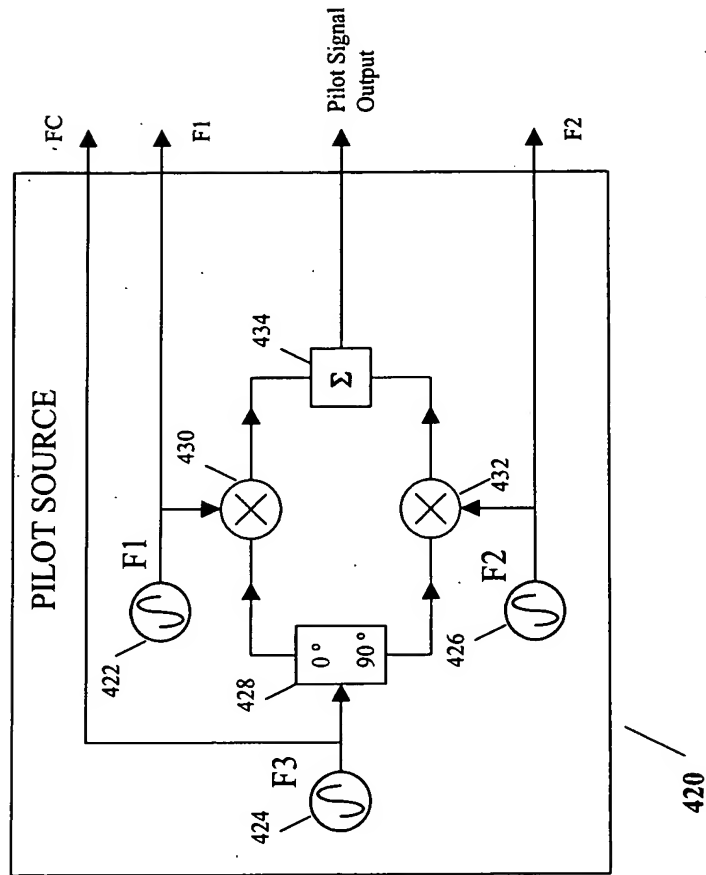 PILOT SOURCE
FC
F1
422
F1
430
434
Pilot Signal
Output
428
0°
90°
Σ
424
F3
432
426
F2
F2
420